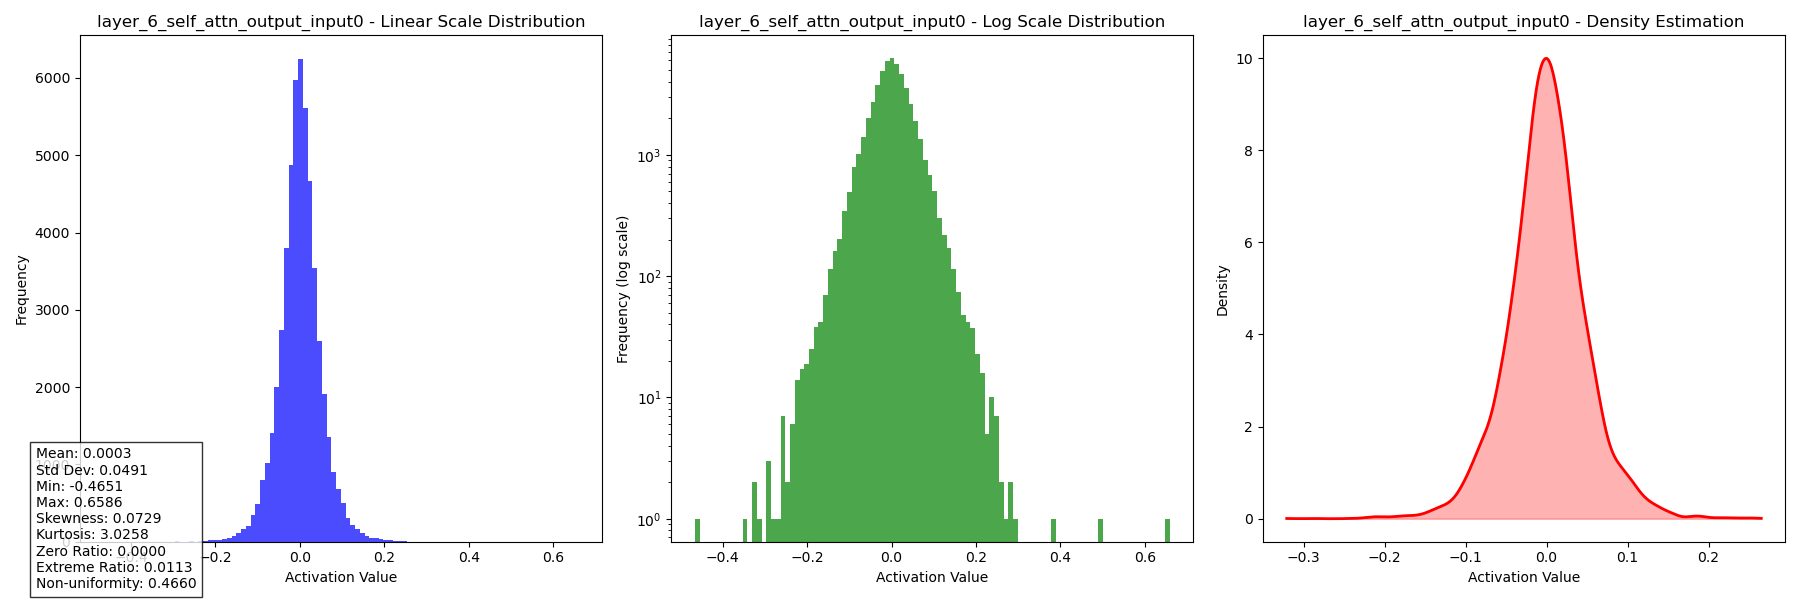 layer_6_self_attn_output_input0 - Linear Scale Distribution
6000
5000
4000
3000
2000
Frequency
−0.2
0.0
0.2
0.4
0.6
Activation Value
Mean: 0.0003
Std Dev: 0.0491
Min: -0.4651
Max: 0.6586
Skewness: 0.0729
Kurtosis: 3.0258
Zero Ratio: 0.0000
Extreme Ratio: 0.0113
Non-uniformity: 0.4660
layer_6_self_attn_output_input0 - Log Scale Distribution
10³
10²
10¹
10⁰
Frequency (log scale)
−0.4
−0.2
0.0
0.2
0.4
0.6
Activation Value
layer_6_self_attn_output_input0 - Density Estimation
10
8
6
4
2
0
Density
−0.3
−0.2
−0.1
0.0
0.1
0.2
Activation Value